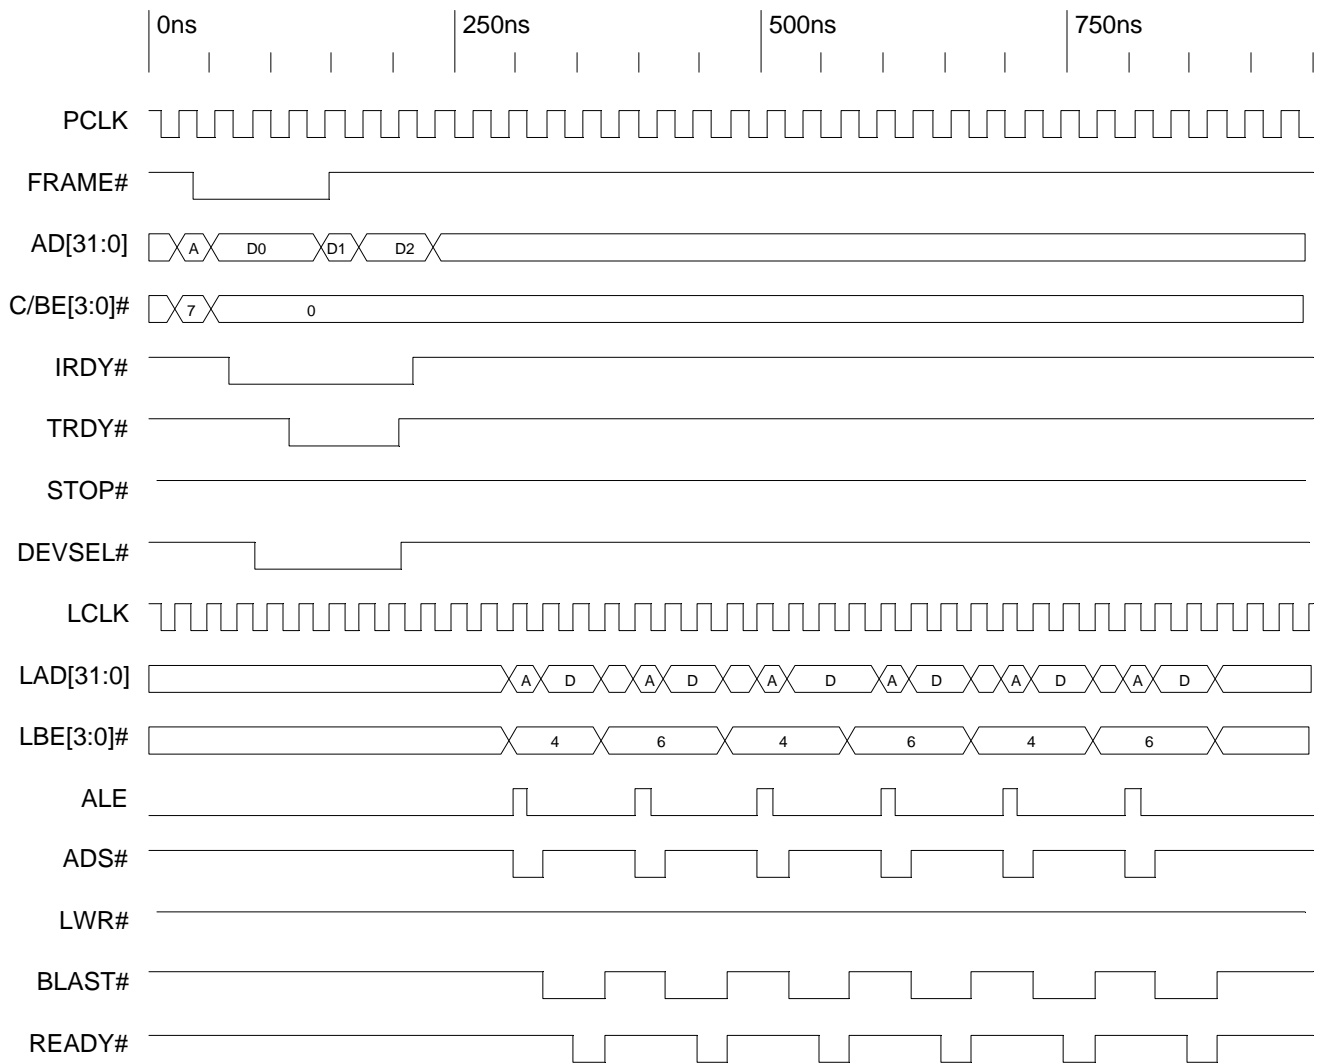 0ns 250ns 500ns 750ns
PCLK
FRAME#
AD[31:0] A D0 D1 D2
C/BE[3:0]# 7 0
IRDY#
TRDY#
STOP#
DEVSEL#
LCLK
LAD[31:0] A D A D A D A D A D A D
LBE[3:0]# 4 6 4 6 4 6
ALE
ADS#
LWR#
BLAST#
READY#